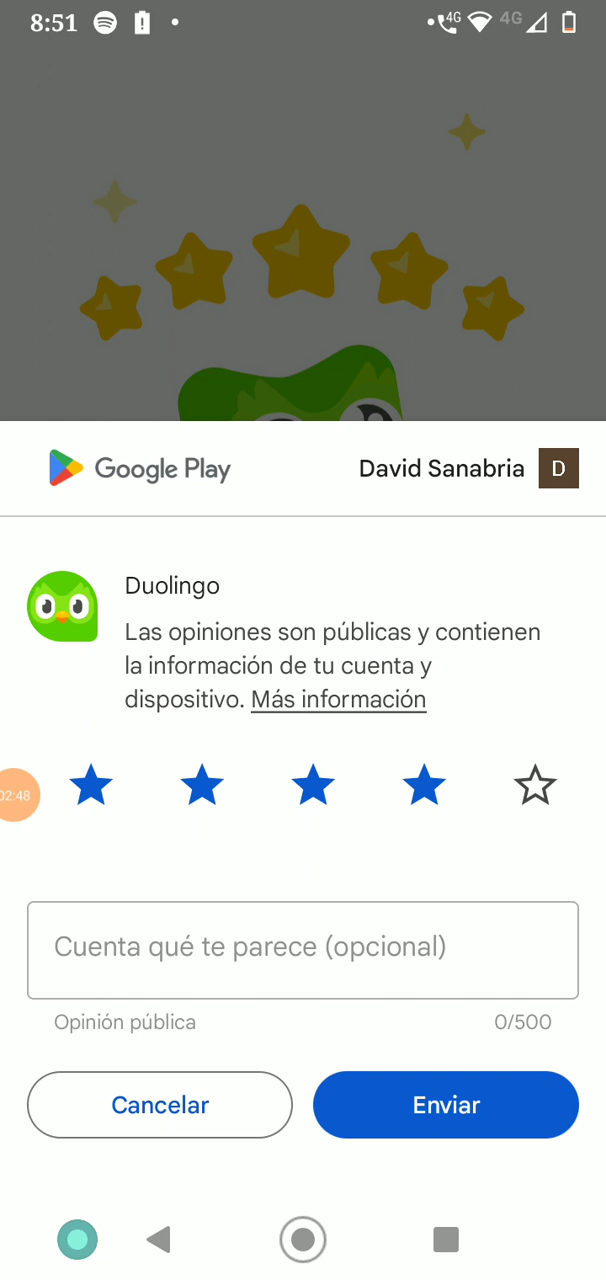 8:51
4G
4G
Google Play
David Sanabria
D
Duolingo
Las opiniones son públicas y contienen
la información de tu cuenta y
dispositivo. Más información
02:48
Cuenta qué te parece (opcional)
Opinión pública
0/500
Cancelar
Enviar